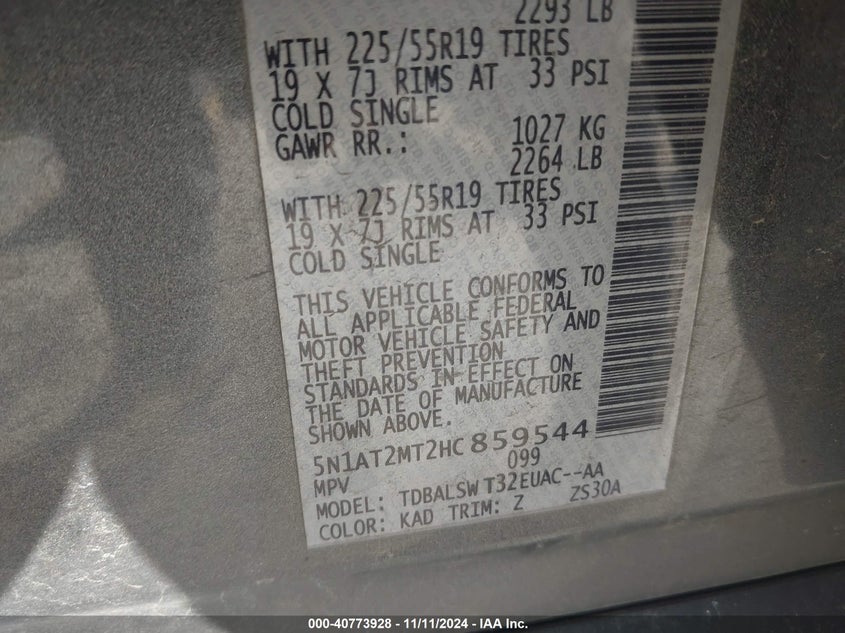 2293 LB
WITH 225/55R19 TIRES
19 X 7J RIMS AT 33 PSI
COLD SINGLE
GAWR RR.: 1027 KG
2264 LB
WITH 225/55R19 TIRES
19 X 7J RIMS AT 33 PSI
COLD SINGLE
THIS VEHICLE CONFORMS TO
ALL APPLICABLE FEDERAL
MOTOR VEHICLE SAFETY AND
THEFT PREVENTION
STANDARDS IN EFFECT ON
THE DATE OF MANUFACTURE
SHOWN ABOVE.
5N1AT2MT2HC859544
MPV 099
MODEL: TDBALSWT32EUAC--AA
COLOR: KAD TRIM: Z ZS30A
000-40773928 - 11/11/2024 - IAA Inc.